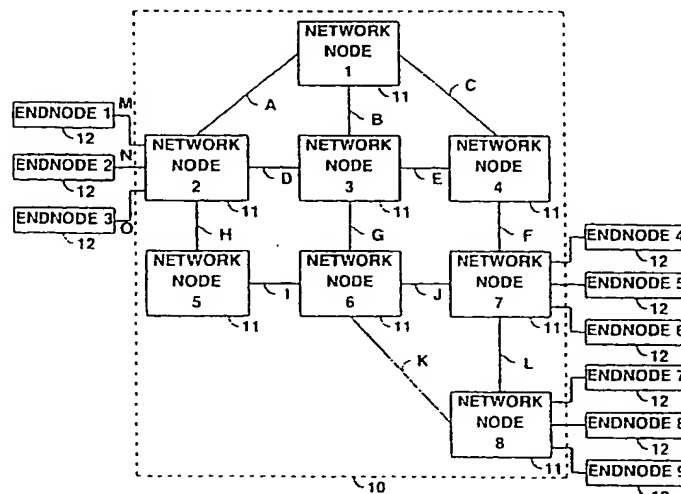 NETWORK
NODE
1
11
A
B
C
ENDNODE 1
12
M
ENDNODE 2
12
N
ENDNODE 3
12
O
NETWORK
NODE
2
11
D
NETWORK
NODE
3
11
E
NETWORK
NODE
4
11
H
G
F
NETWORK
NODE
5
11
I
NETWORK
NODE
6
11
J
NETWORK
NODE
7
11
ENDNODE 4
12
ENDNODE 5
12
ENDNODE 6
12
K
L
NETWORK
NODE
8
11
ENDNODE 7
12
ENDNODE 8
12
ENDNODE 9
12
10